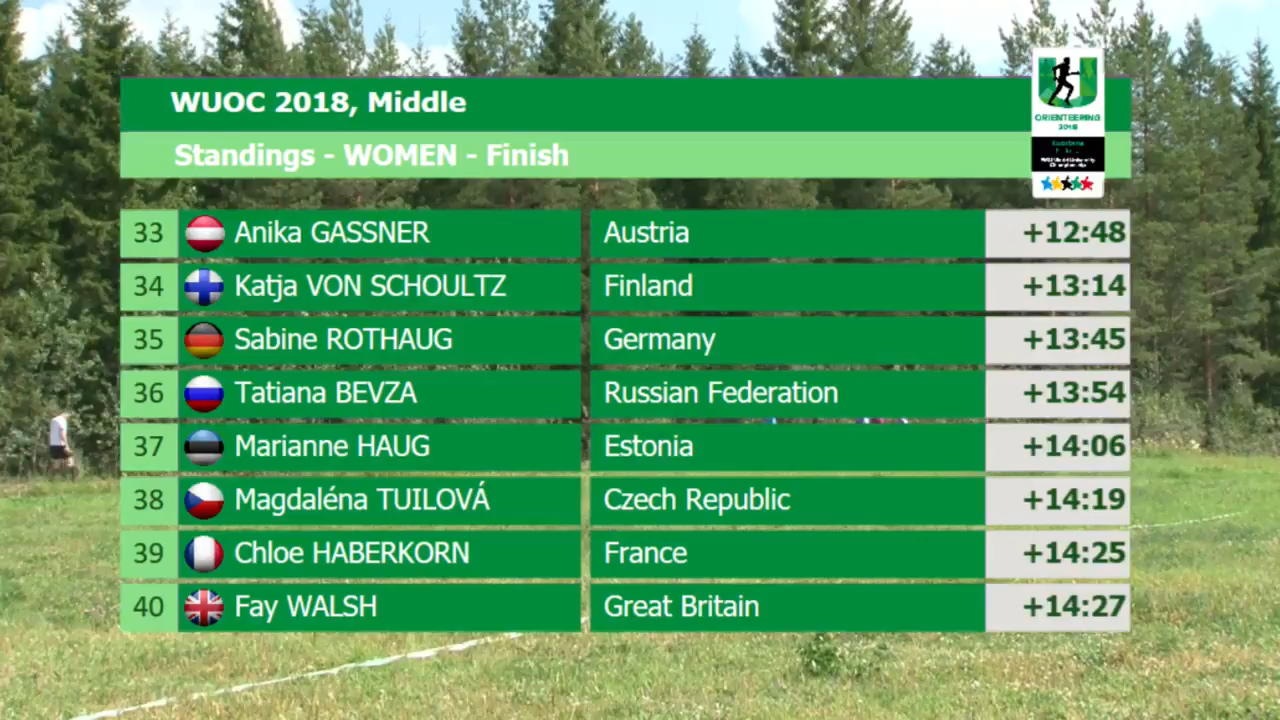 WUOC 2018, Middle
Standings - WOMEN - Finish
ORIENTEERING
2018
33 Anika GASSNER Austria +12:48
34 Katja VON SCHOULTZ Finland +13:14
35 Sabine ROTHAUG Germany +13:45
36 Tatiana BEVZA Russian Federation +13:54
37 Marianne HAUG Estonia +14:06
38 Magdaléna TUILOVÁ Czech Republic +14:19
39 Chloe HABERKORN France +14:25
40 Fay WALSH Great Britain +14:27